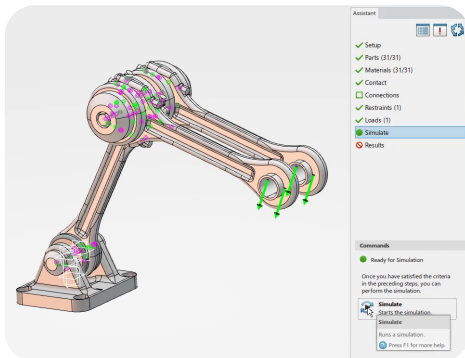 Assistant
Setup
Parts (31/31)
Materials (31/31)
Contact
Connections
Restraints (1)
Loads (1)
Simulate
Results
Commands
Ready for Simulation
Once you have satisfied the criteria
in the preceding steps, you can
perform the simulation.
Simulate
Starts the simulation.
Simulate
Runs a simulation.
Press F1 for more help.